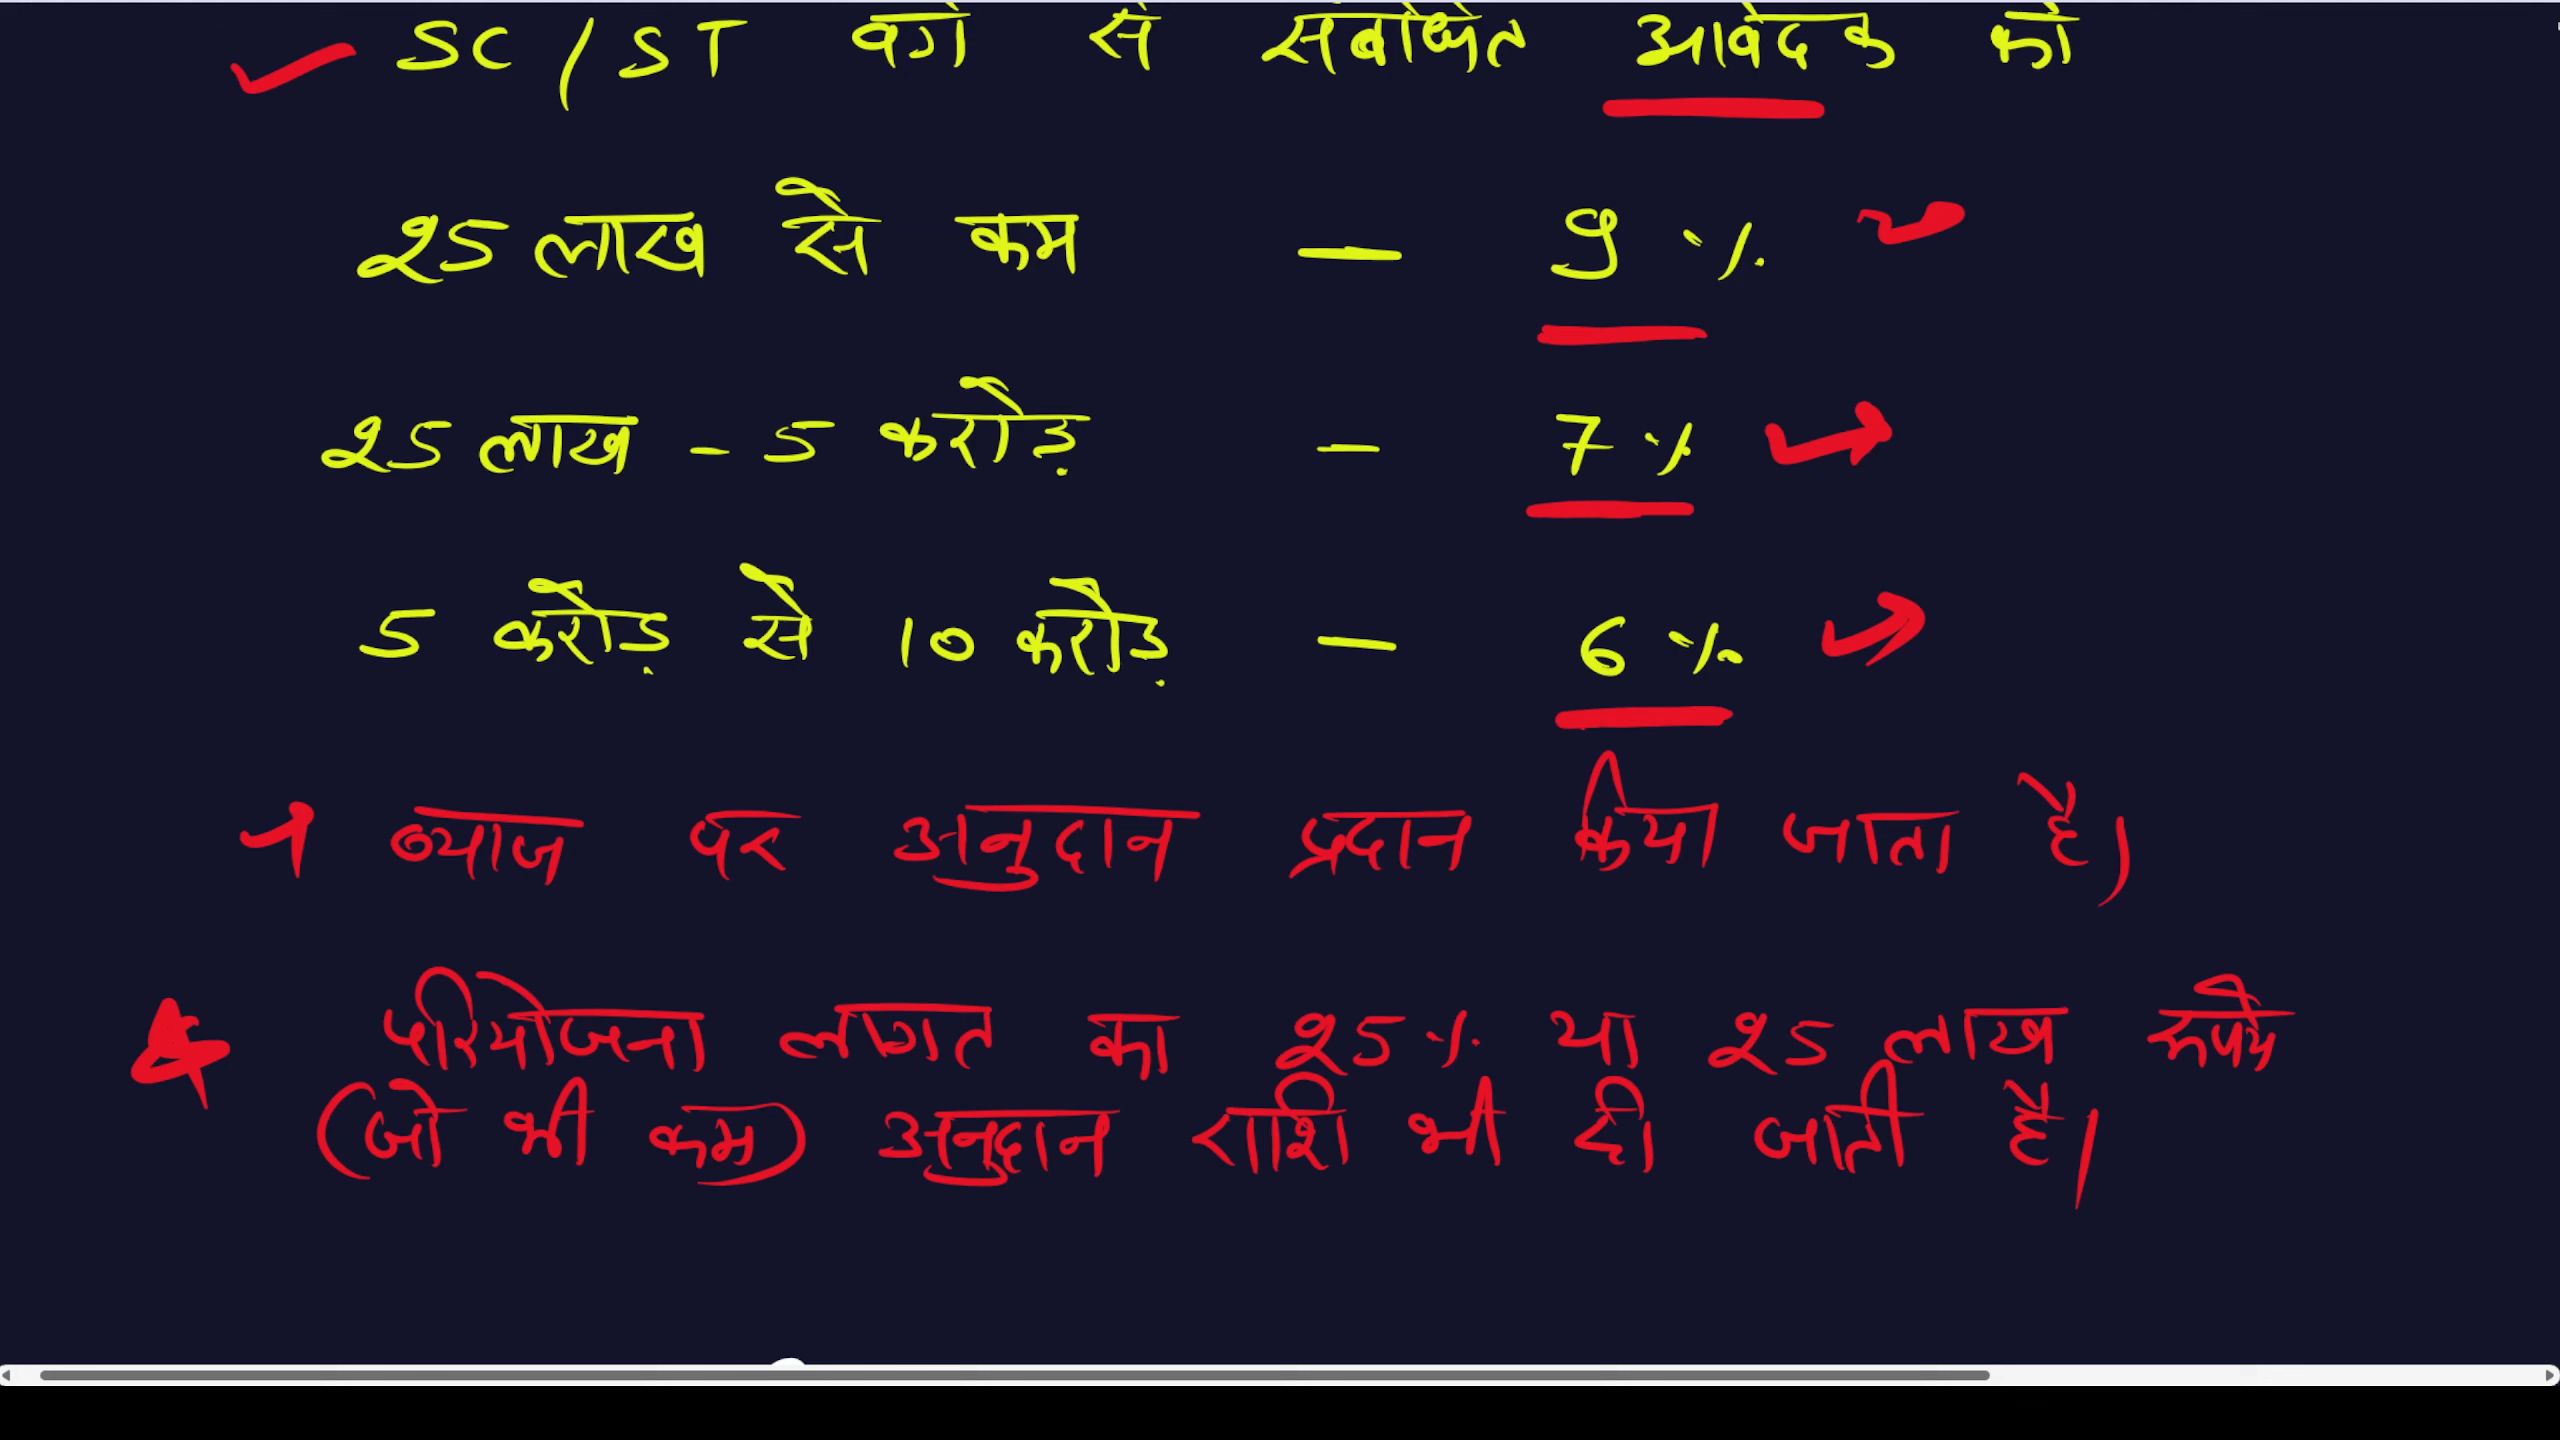 SC / ST वर्ग से संबंधित आवेदक को
25 लाख से कम — 9 %
25 लाख - 5 करोड़ — 7 %
5 करोड़ से 10 करोड़ — 6 %
ब्याज पर अनुदान प्रदान किया जाता है।
परियोजना लागत का 25 % या 25 लाख रूपये
(जो भी कम) अनुदान राशि भी दी जाती है।